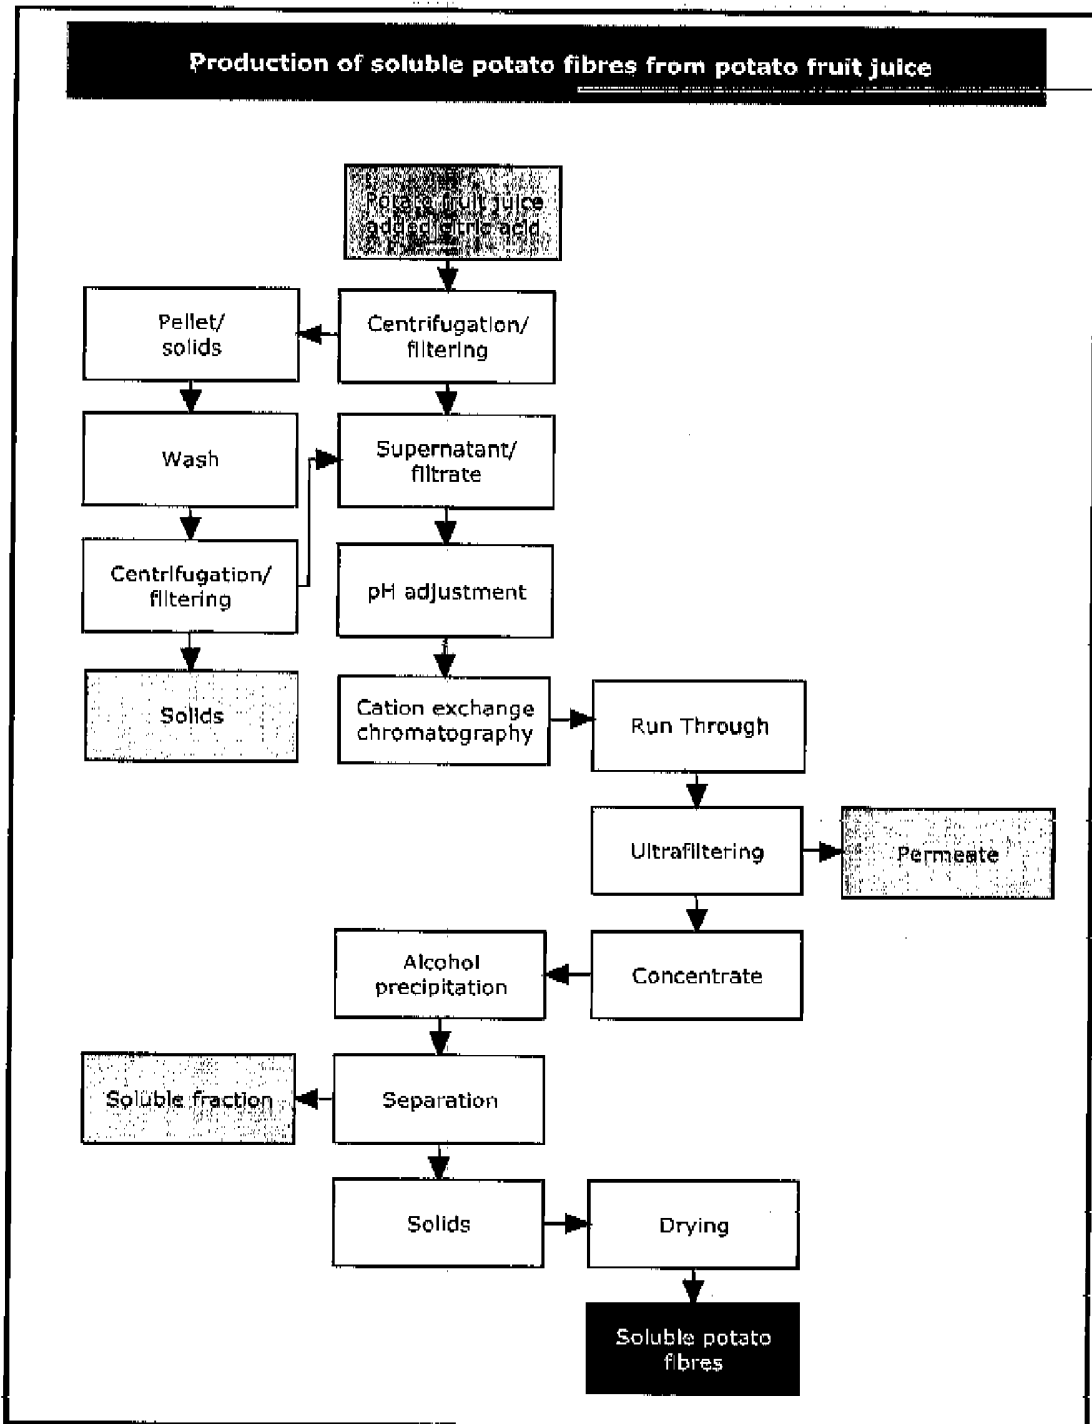 Production of soluble potato fibres from potato fruit juice
Potato fruit juice
added citric acid
Pellet/
solids
Centrifugation/
filtering
Wash
Supernatant/
filtrate
Centrifugation/
filtering
pH adjustment
Solids
Cation exchange
chromatography
Run Through
Ultrafiltering
Permeate
Alcohol
precipitation
Concentrate
Soluble fraction
Separation
Solids
Drying
Soluble potato
fibres